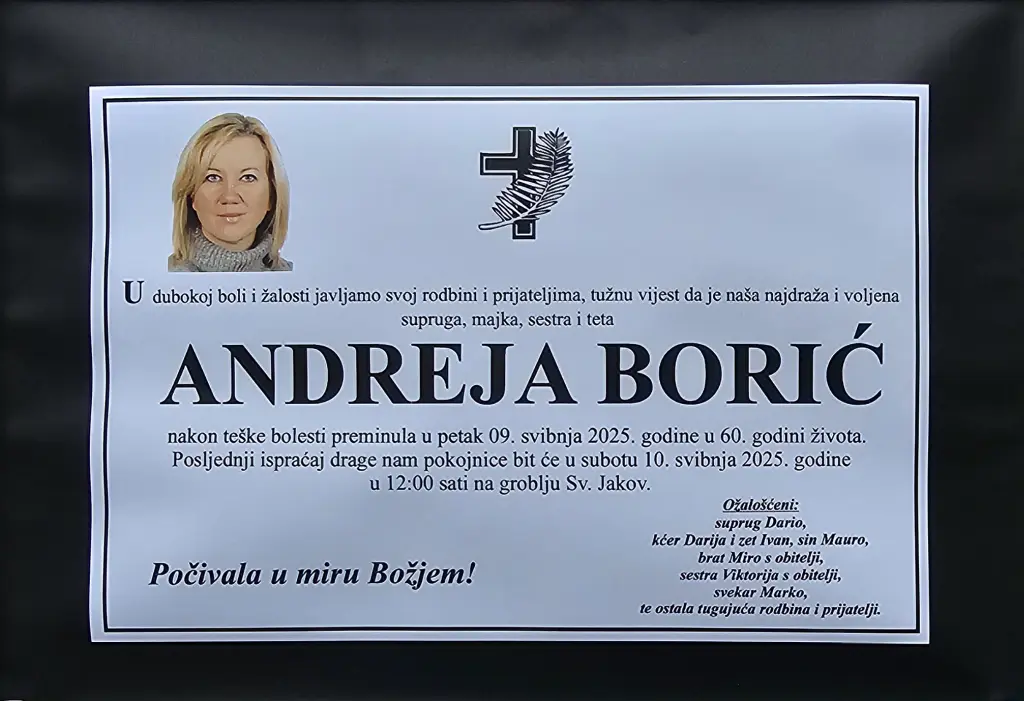 U dubokoj boli i žalosti javljamo svoj rodbini i prijateljima, tužnu vijest da je naša najdraža i voljena
supruga, majka, sestra i teta
ANDREJA BORIĆ
nakon teške bolesti preminula u petak 09. svibnja 2025. godine u 60. godini života.
Posljednji ispraćaj drage nam pokojnice bit će u subotu 10. svibnja 2025. godine
u 12:00 sati na groblju Sv. Jakov.
Počivala u miru Božjem!
Ožalošćeni:
suprug Dario,
kćer Darija i zet Ivan, sin Mauro,
brat Miro s obitelji,
sestra Viktorija s obitelji,
svekar Marko,
te ostala tugujuća rodbina i prijatelji.